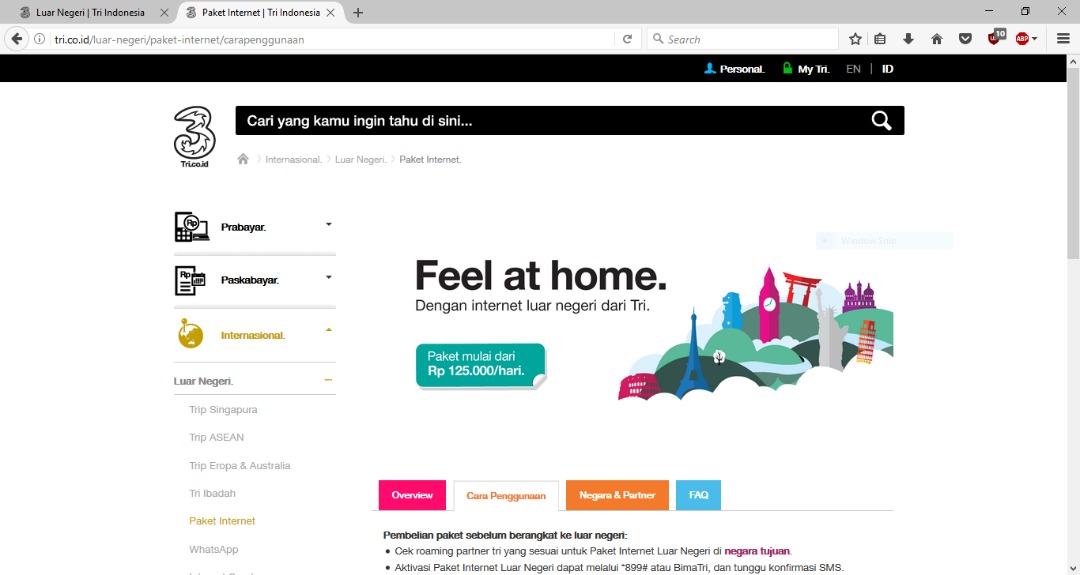 Luar Negeri | Tri Indonesia
Paket Internet | Tri Indonesia
tri.co.id/luar-negeri/paket-internet/carapenggunaan
Search
10
ABP
Personal.
My Tri.
EN | ID
Tri.co.id
Cari yang kamu ingin tahu di sini...
Internasional. > Luar Negeri. > Paket Internet.
Rp
Prabayar.
Rp
Paskabayar.
Internasional.
Luar Negeri.
Trip Singapura
Trip ASEAN
Trip Eropa & Australia
Tri Ibadah
Paket Internet
WhatsApp
Window Snip
Feel at home.
Dengan internet luar negeri dari Tri.
Paket mulai dari
Rp 125.000/hari.
Overview
Cara Penggunaan
Negara & Partner
FAQ
Pembelian paket sebelum berangkat ke luar negeri:
• Cek roaming partner tri yang sesuai untuk Paket Internet Luar Negeri di negara tujuan.
• Aktivasi Paket Internet Luar Negeri dapat melalui *899# atau BimaTri, dan tunggu konfirmasi SMS.